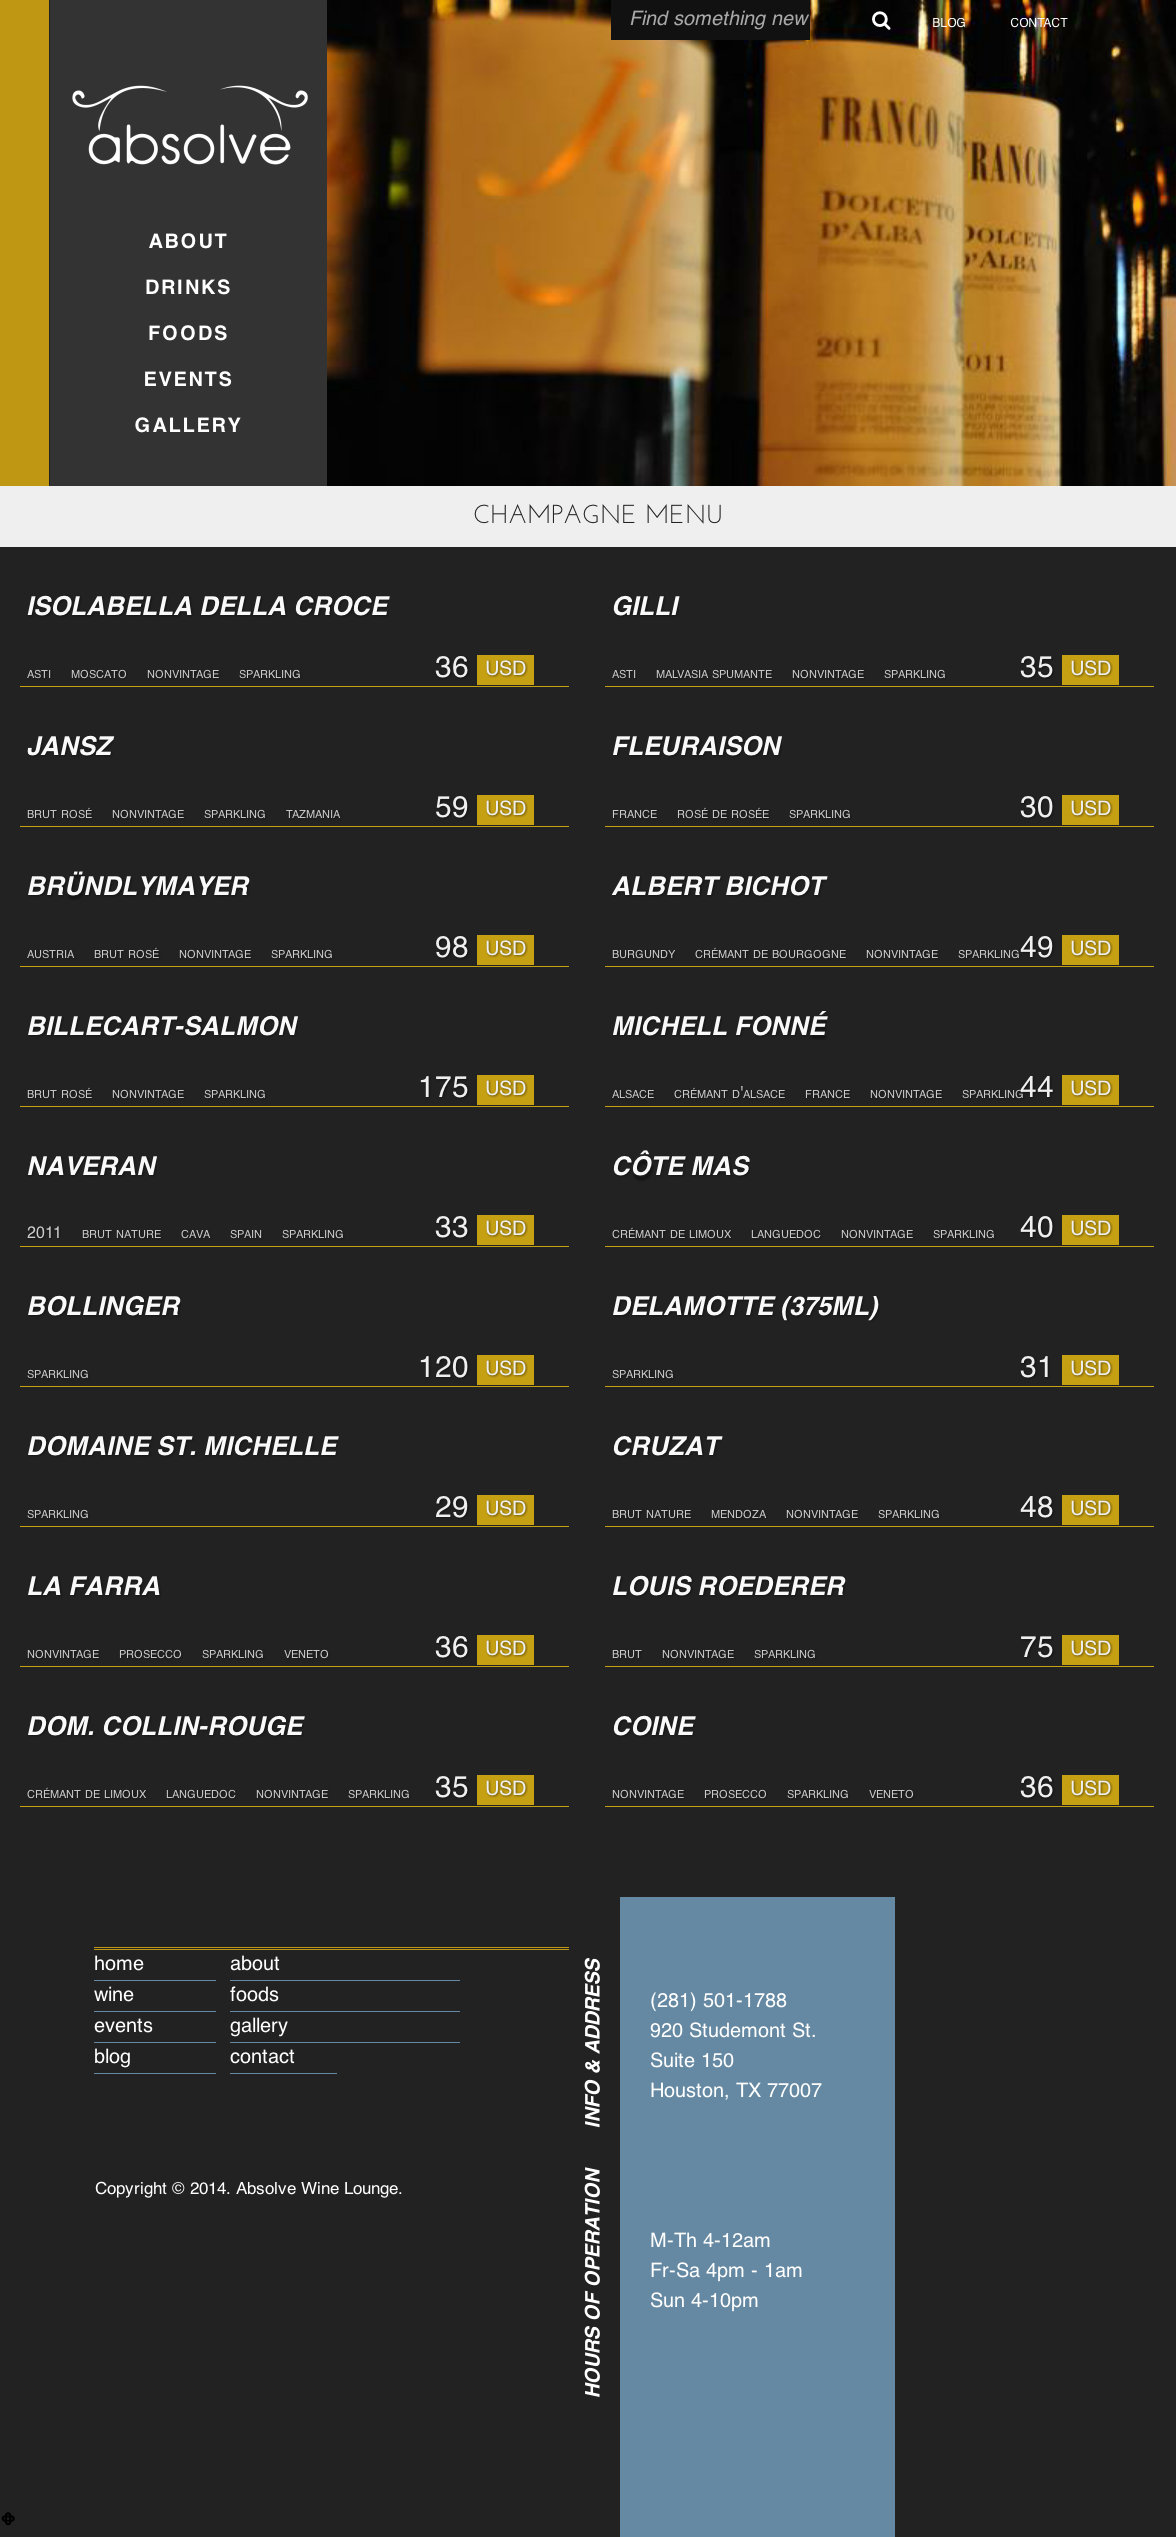 Find something new
BLOG
CONTACT
absolve
ABOUT
DRINKS
FOODS
EVENTS
GALLERY
FRANCO
DOLCETTO
D'ALBA
2011
FRANCO
DOLCETTO
D'ALBA
2011
CHAMPAGNE MENU
ISOLABELLA DELLA CROCE
ASTI MOSCATO NONVINTAGE SPARKLING 36 USD
GILLI
ASTI MALVASIA SPUMANTE NONVINTAGE SPARKLING 35 USD
JANSZ
BRUT ROSÉ NONVINTAGE SPARKLING TAZMANIA 59 USD
FLEURAISON
FRANCE ROSÉ DE ROSÉE SPARKLING 30 USD
BRÜNDLYMAYER
AUSTRIA BRUT ROSÉ NONVINTAGE SPARKLING 98 USD
ALBERT BICHOT
BURGUNDY CRÉMANT DE BOURGOGNE NONVINTAGE SPARKLING 49 USD
BILLECART-SALMON
BRUT ROSÉ NONVINTAGE SPARKLING 175 USD
MICHELL FONNÉ
ALSACE CRÉMANT D'ALSACE FRANCE NONVINTAGE SPARKLING 44 USD
NAVERAN
2011 BRUT NATURE CAVA SPAIN SPARKLING 33 USD
CÔTE MAS
CRÉMANT DE LIMOUX LANGUEDOC NONVINTAGE SPARKLING 40 USD
BOLLINGER
SPARKLING 120 USD
DELAMOTTE (375ML)
SPARKLING 31 USD
DOMAINE ST. MICHELLE
SPARKLING 29 USD
CRUZAT
BRUT NATURE MENDOZA NONVINTAGE SPARKLING 48 USD
LA FARRA
NONVINTAGE PROSECCO SPARKLING VENETO 36 USD
LOUIS ROEDERER
BRUT NONVINTAGE SPARKLING 75 USD
DOM. COLLIN-ROUGE
CRÉMANT DE LIMOUX LANGUEDOC NONVINTAGE SPARKLING 35 USD
COINE
NONVINTAGE PROSECCO SPARKLING VENETO 36 USD
home about
wine foods
events gallery
blog contact
Copyright © 2014. Absolve Wine Lounge.
INFO & ADDRESS
(281) 501-1788
920 Studemont St.
Suite 150
Houston, TX 77007
HOURS OF OPERATION
M-Th 4-12am
Fr-Sa 4pm - 1am
Sun 4-10pm